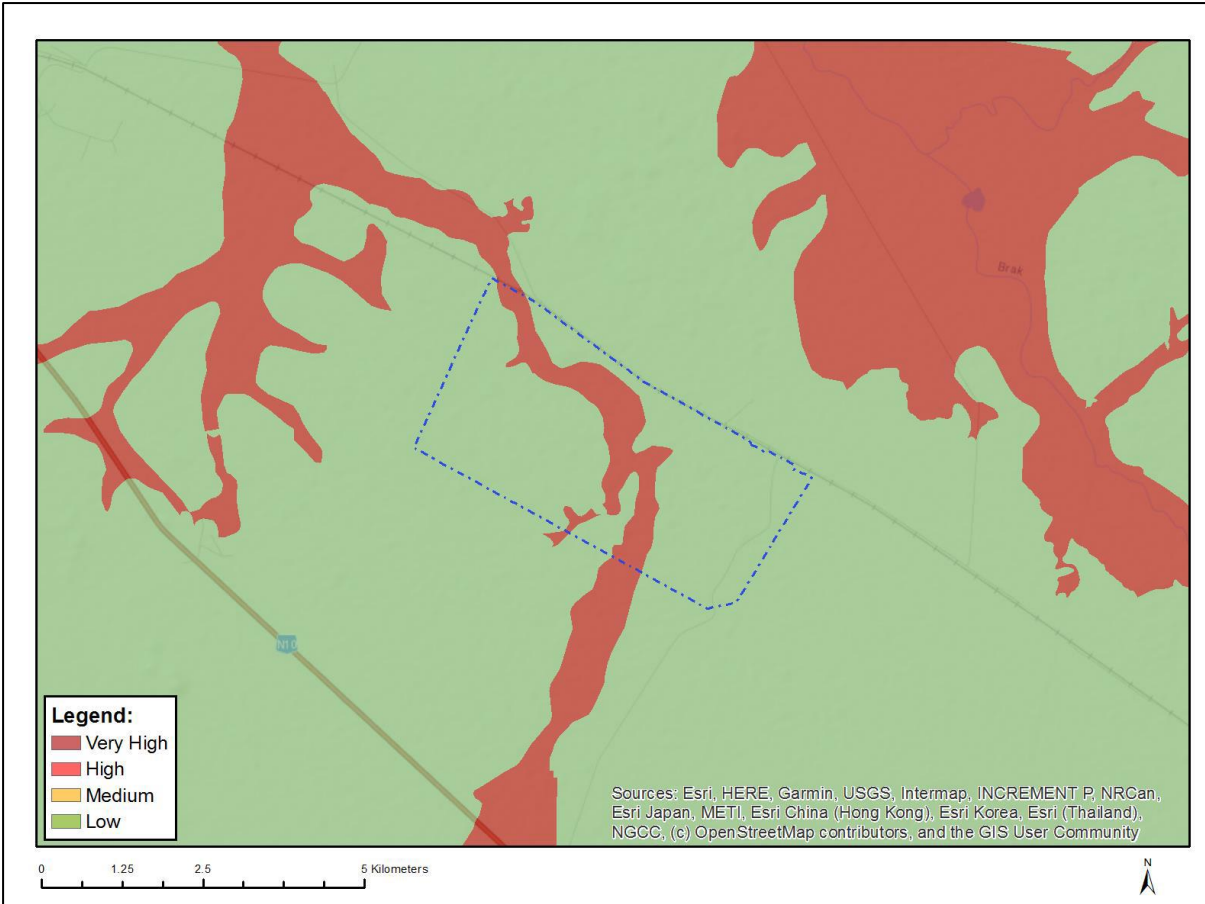 Brak
N10
Legend:
Very High
High
Medium
Low
Sources: Esri, HERE, Garmin, USGS, Intermap, INCREMENT P, NRCan,
Esri Japan, METI, Esri China (Hong Kong), Esri Korea, Esri (Thailand),
NGCC, (c) OpenStreetMap contributors, and the GIS User Community
0 1.25 2.5 5 Kilometers
N